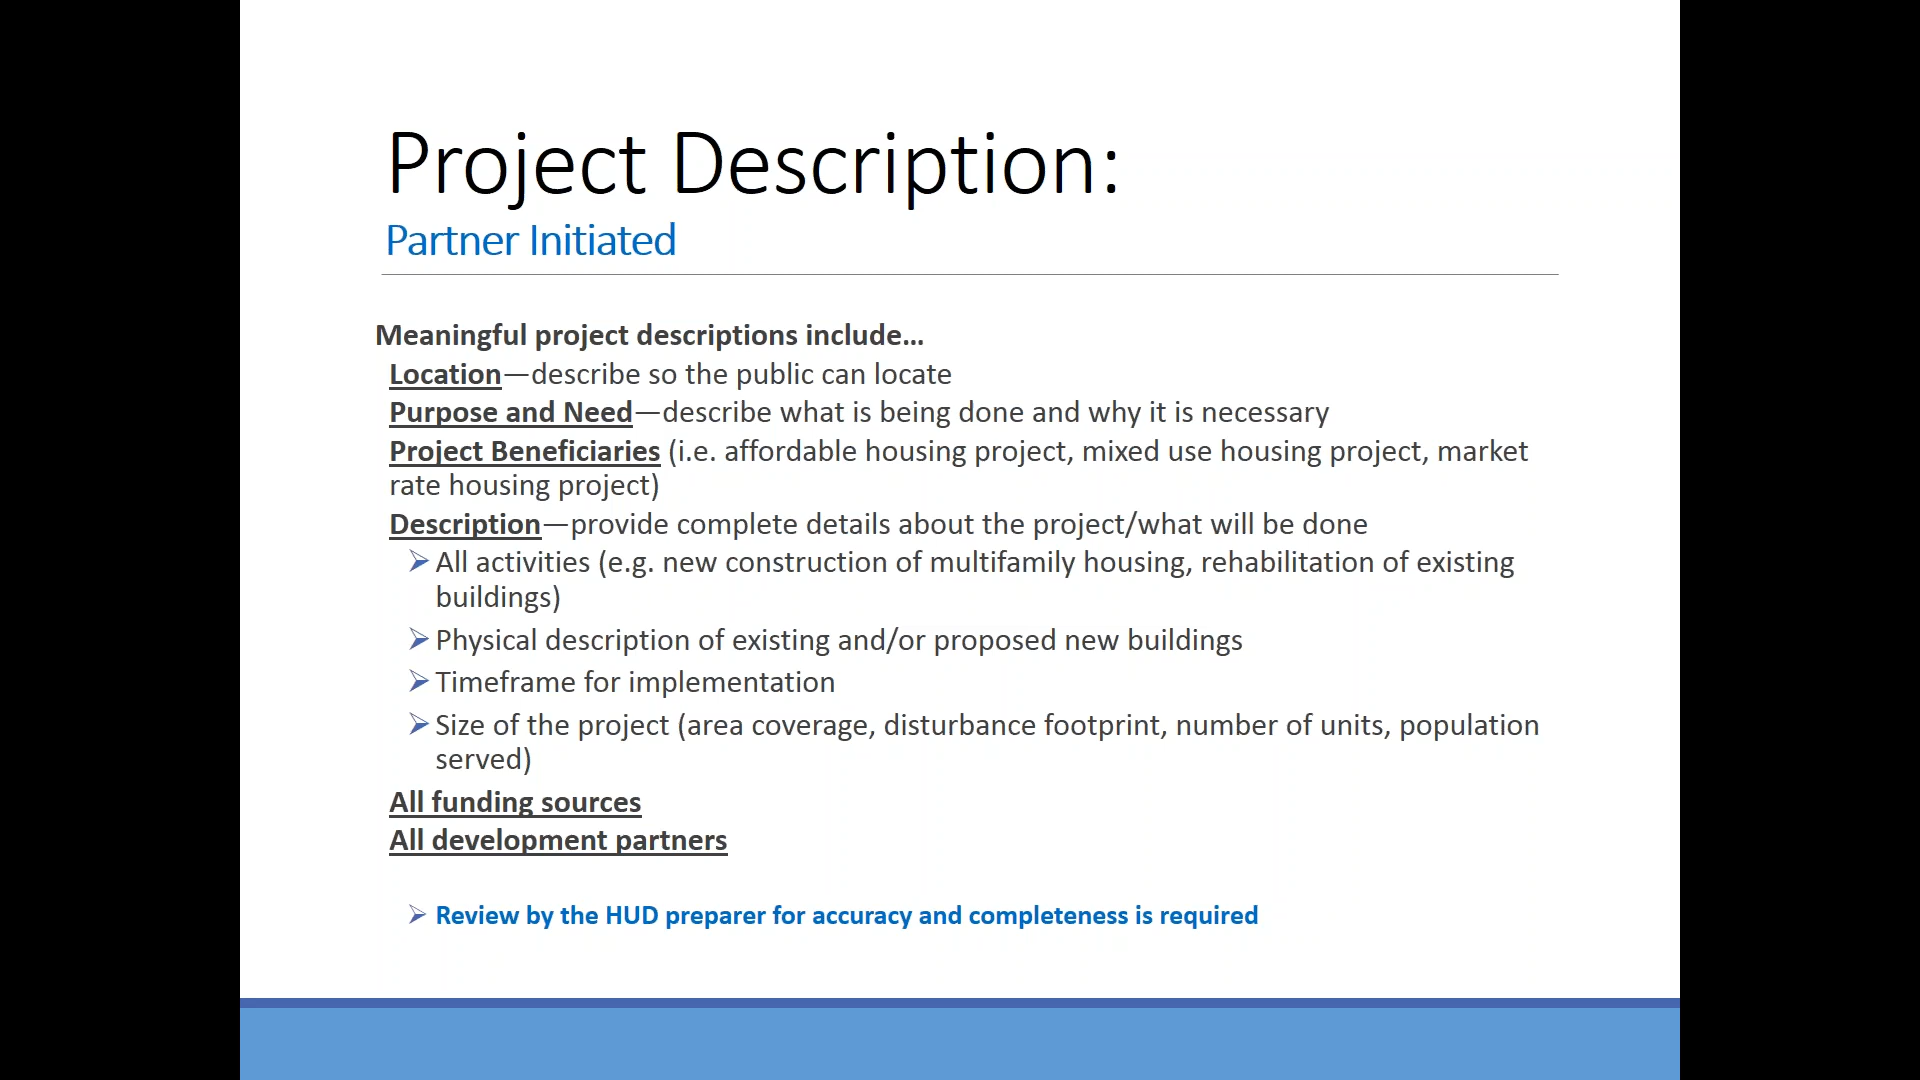 Project Description:
Partner Initiated
Meaningful project descriptions include…
Location—describe so the public can locate
Purpose and Need—describe what is being done and why it is necessary
Project Beneficiaries (i.e. affordable housing project, mixed use housing project, market
rate housing project)
Description—provide complete details about the project/what will be done
➢ All activities (e.g. new construction of multifamily housing, rehabilitation of existing
buildings)
➢ Physical description of existing and/or proposed new buildings
➢ Timeframe for implementation
➢ Size of the project (area coverage, disturbance footprint, number of units, population
served)
All funding sources
All development partners
➢ Review by the HUD preparer for accuracy and completeness is required